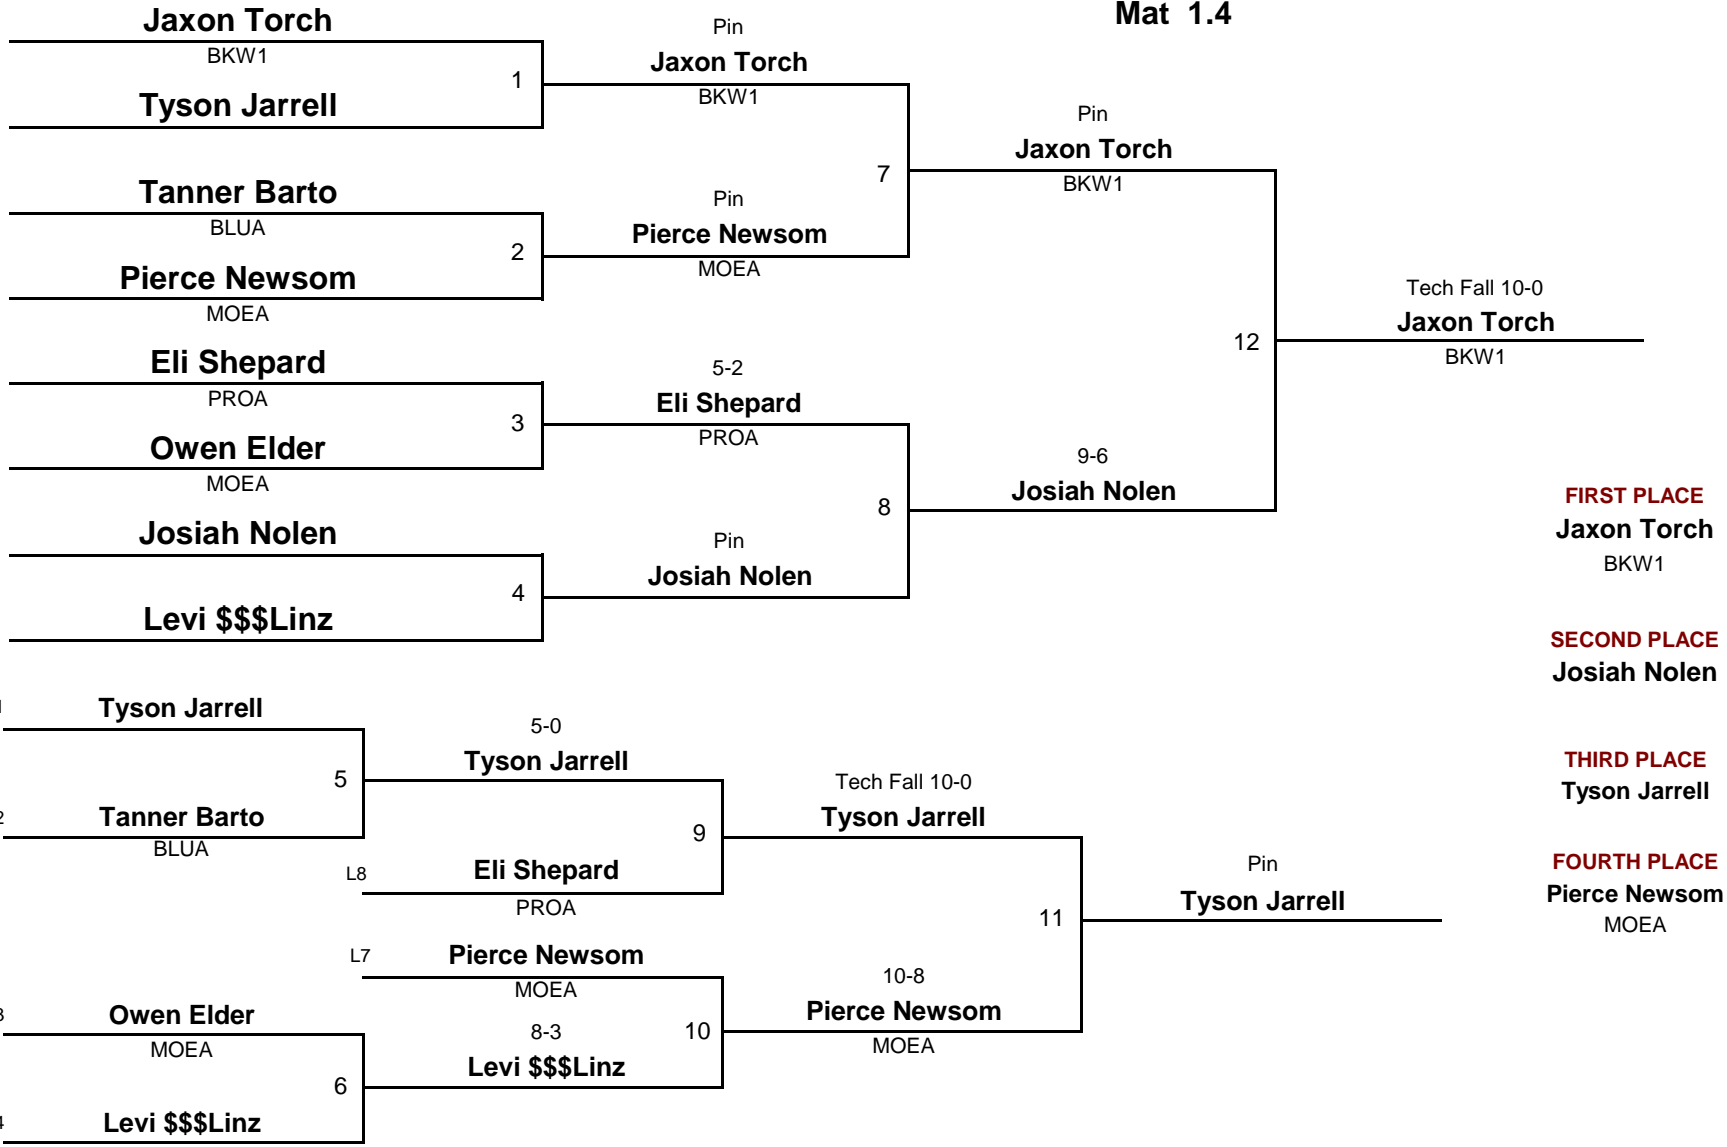 Mat 1.4
Jaxon Torch
BKW1
1
Tyson Jarrell
Tanner Barto
BLUA
2
Pierce Newsom
MOEA
Eli Shepard
PROA
3
Owen Elder
MOEA
Josiah Nolen
4
Levi $$$Linz
Pin
Jaxon Torch
BKW1
7
Pin
Pierce Newsom
MOEA
5-2
Eli Shepard
PROA
8
Pin
Josiah Nolen
Pin
Jaxon Torch
BKW1
12
9-6
Josiah Nolen
Tech Fall 10-0
Jaxon Torch
BKW1
FIRST PLACE
Jaxon Torch
BKW1
SECOND PLACE
Josiah Nolen
THIRD PLACE
Tyson Jarrell
FOURTH PLACE
Pierce Newsom
MOEA
Tyson Jarrell
5
Tanner Barto
BLUA
Owen Elder
MOEA
6
Levi $$$Linz
5-0
Tyson Jarrell
9
L8
Eli Shepard
PROA
L7
Pierce Newsom
MOEA
10
8-3
Levi $$$Linz
Tech Fall 10-0
Tyson Jarrell
11
10-8
Pierce Newsom
MOEA
Pin
Tyson Jarrell